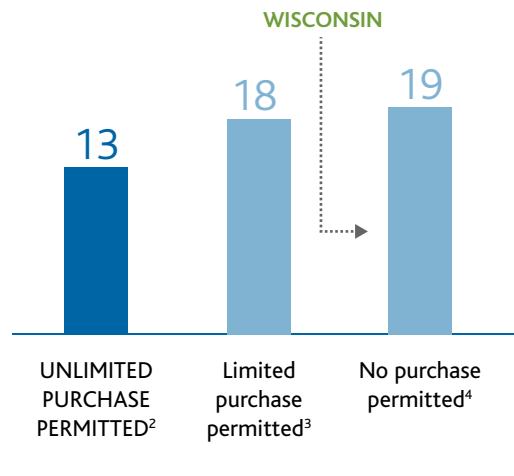 WISCONSIN
13
18
19
UNLIMITED
PURCHASE
PERMITTED²
Limited
purchase
permitted³
No purchase
permitted⁴